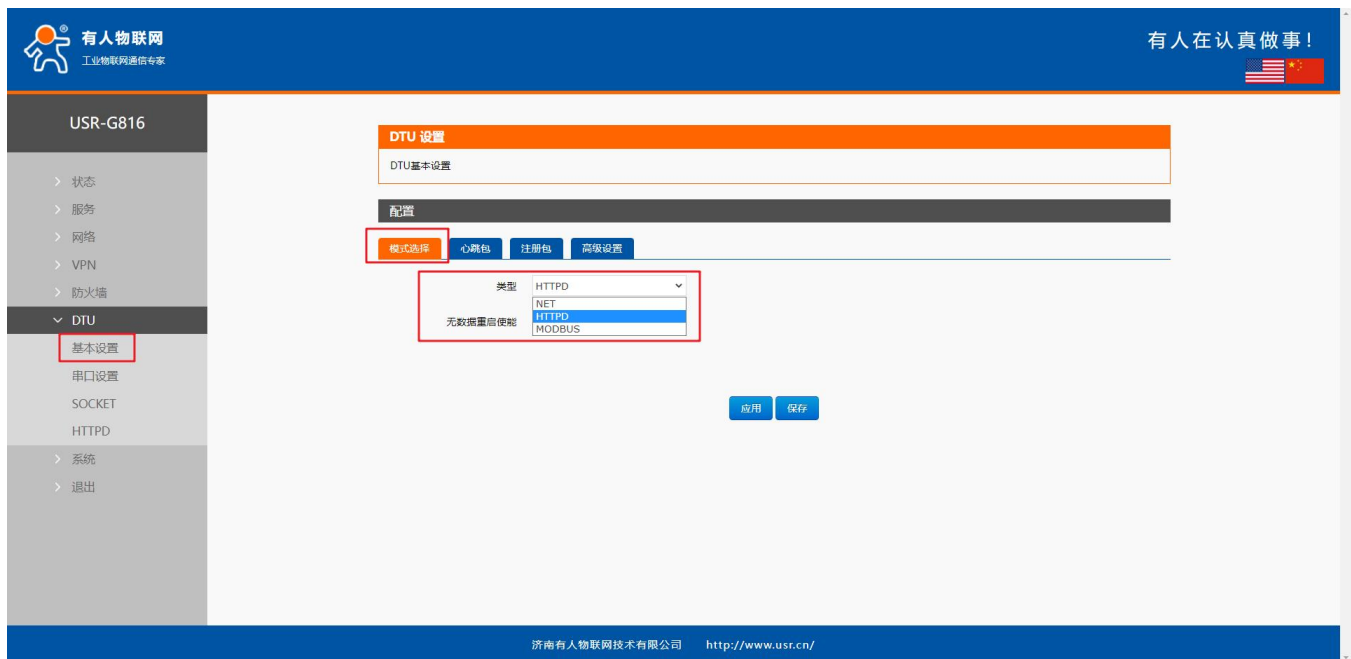 有人物联网
工业物联网通信专家
有人在认真做事!
USR-G816
状态
服务
网络
VPN
防火墙
DTU
基本设置
串口设置
SOCKET
HTTPD
系统
退出
DTU 设置
DTU基本设置
配置
模式选择 心跳包 注册包 高级设置
类型 HTTPD
NET
HTTPD
无数据重启使能
MODBUS
应用 保存
济南有人物联网技术有限公司 http://www.usr.cn/